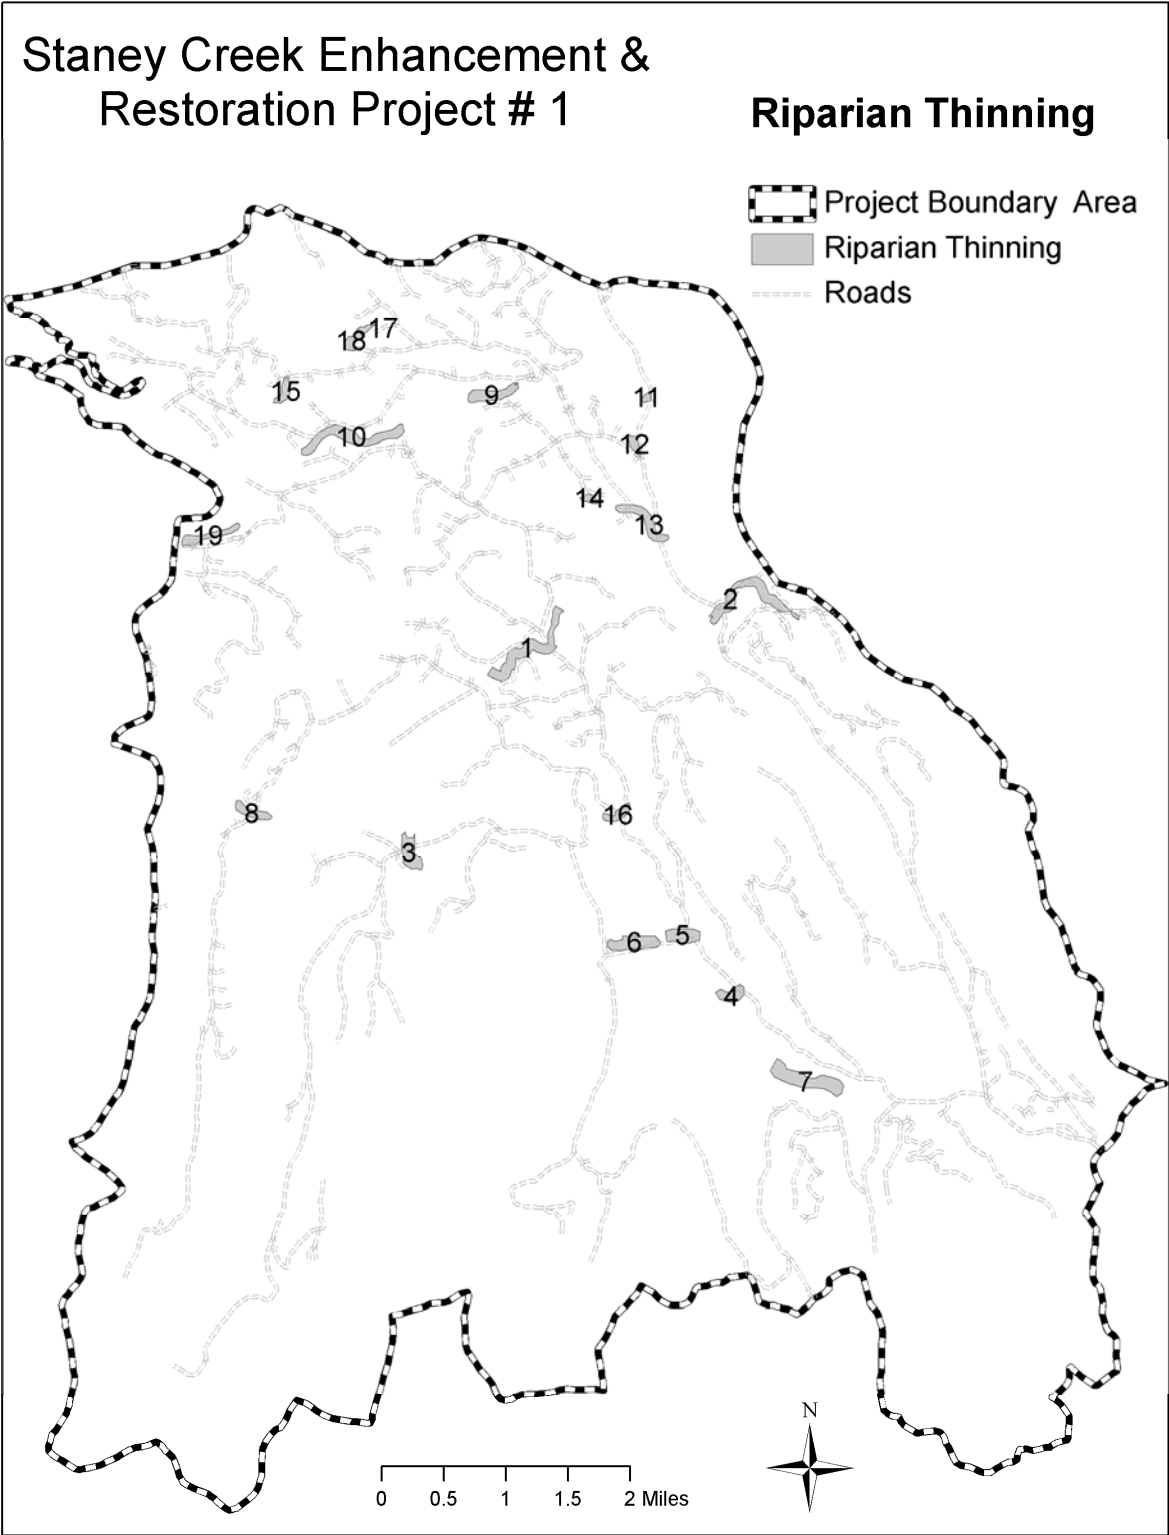 Staney Creek Enhancement &
Restoration Project # 1
Riparian Thinning
Project Boundary Area
Riparian Thinning
Roads
17
18
15
9
11
10
12
14
13
19
2
1
8
16
3
5
6
4
7
N
0 0.5 1 1.5 2 Miles